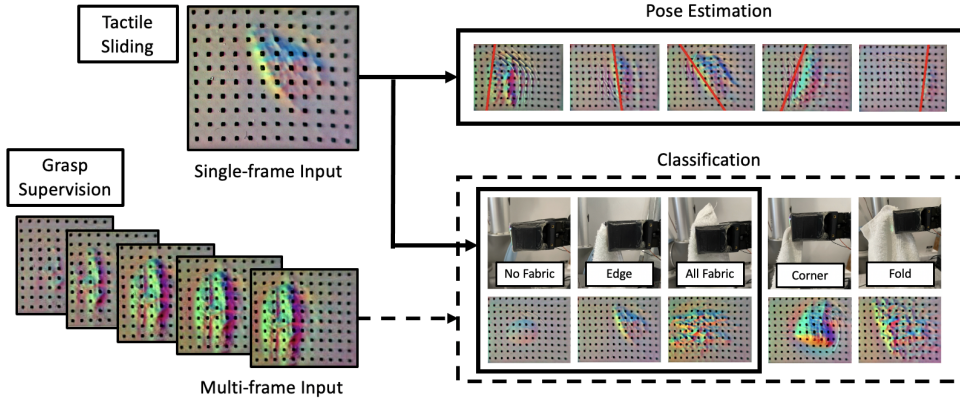 Tactile
Sliding
Single-frame Input
Grasp
Supervision
Multi-frame Input
Pose Estimation
Classification
No Fabric
Edge
All Fabric
Corner
Fold